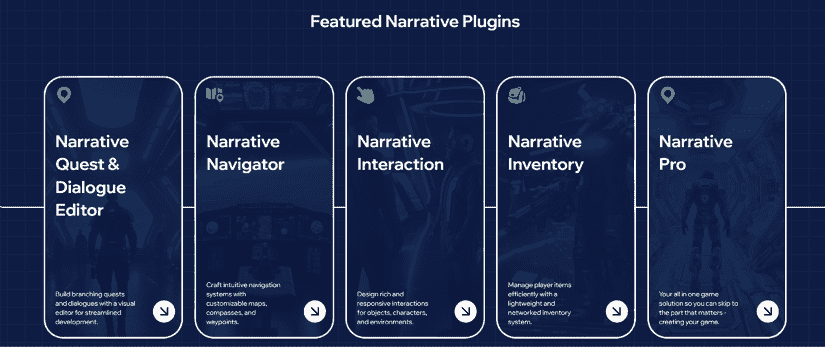 Featured Narrative Plugins
Narrative
Quest &
Dialogue
Editor
Build branching quests
and dialogues with a visual
editor for streamlined
development.
Narrative
Navigator
Craft intuitive navigation
systems with
customizable maps,
compasses, and
waypoints.
Narrative
Interaction
Design rich and
responsive interactions
for objects, characters,
and environments.
Narrative
Inventory
Manage player items
efficiently with a
lightweight and
networked inventory
system.
Narrative
Pro
Your all in one game
solution so you can skip to
the part that matters -
creating your game.